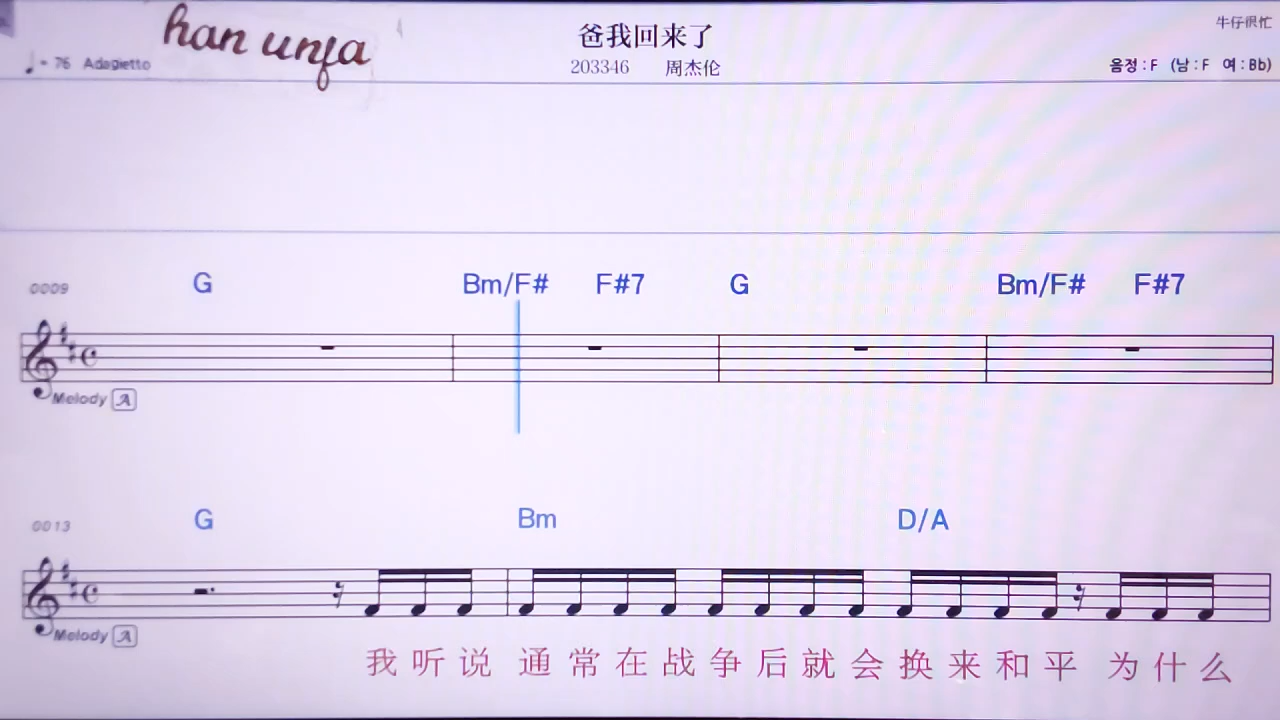 han unfa
爸我回来了
牛仔很忙
♩ = 76 Adagietto
203346 周杰伦
음정 : F (남 : F 여 : Bb)
0009 G Bm/F# F#7 G Bm/F# F#7
Melody A
0013 G Bm D/A
Melody A
我听说 通常在战争后就会换来和平 为什么